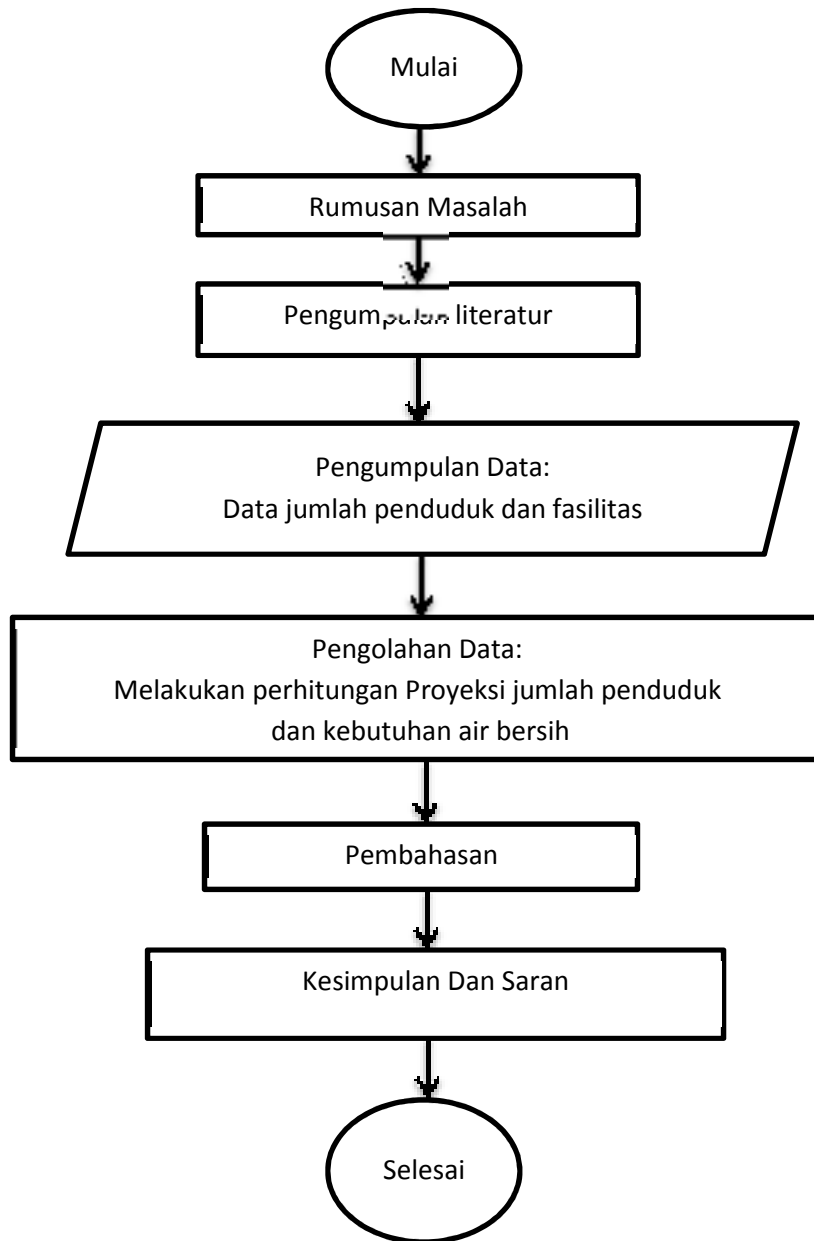 Mulai
Rumusan Masalah
Pengumpulan literatur
Pengumpulan Data:
Data jumlah penduduk dan fasilitas
Pengolahan Data:
Melakukan perhitungan Proyeksi jumlah penduduk
dan kebutuhan air bersih
Pembahasan
Kesimpulan Dan Saran
Selesai